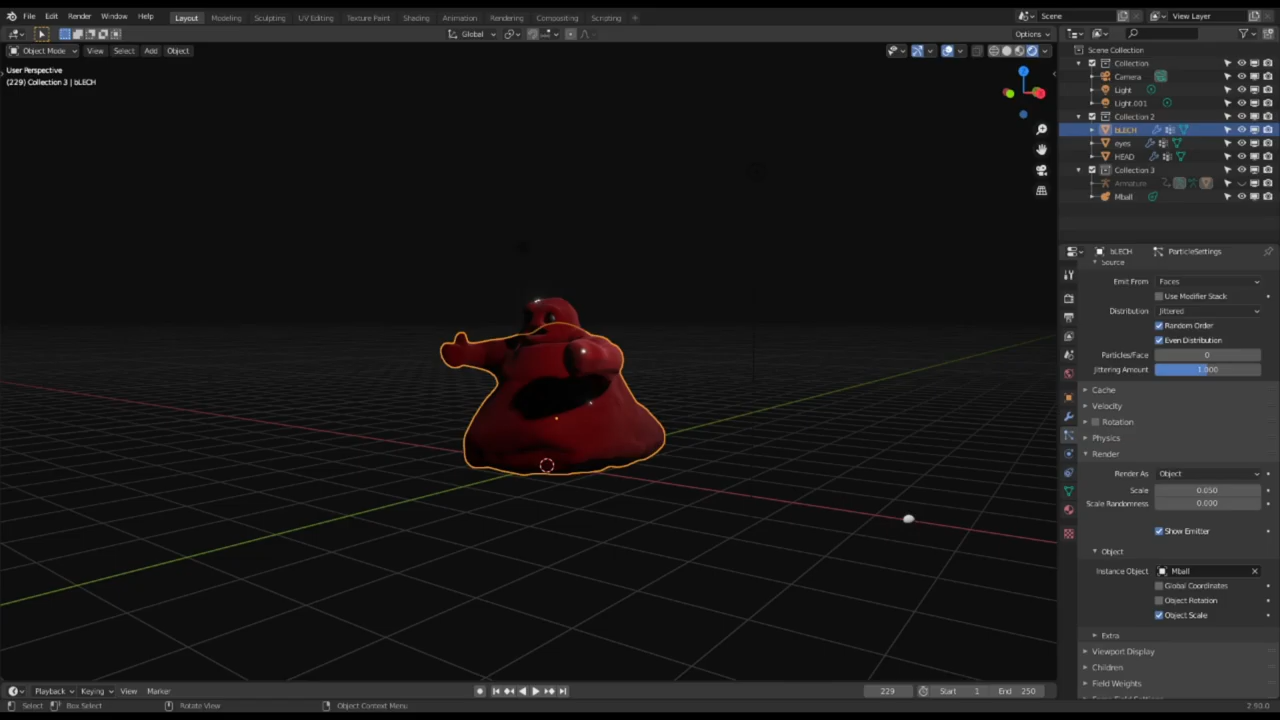 File Edit Render Window Help Layout Modeling Sculpting UV Editing Texture Paint Shading Animation Rendering Compositing Scripting + Scene View Layer
Global Options
Object Mode View Select Add Object
User Perspective
(229) Collection 3 | bLECH
Z
Scene Collection
Collection
Camera
Light
Light.001
Collection 2
bLECH
eyes
HEAD
Collection 3
Armature
Mball
bLECH ParticleSettings
Source
Emit From Faces
Use Modifier Stack
Distribution Jittered
Random Order
Even Distribution
Particles/Face 0
Jittering Amount 1.000
Cache
Velocity
Rotation
Physics
Render
Render As Object
Scale 0.050
Scale Randomness 0.000
Show Emitter
Object
Instance Object Mball
Global Coordinates
Object Rotation
Object Scale
Extra
Viewport Display
Children
Field Weights
Playback Keying View Marker 229 Start 1 End 250
Select Box Select Rotate View Object Context Menu 2.90.0